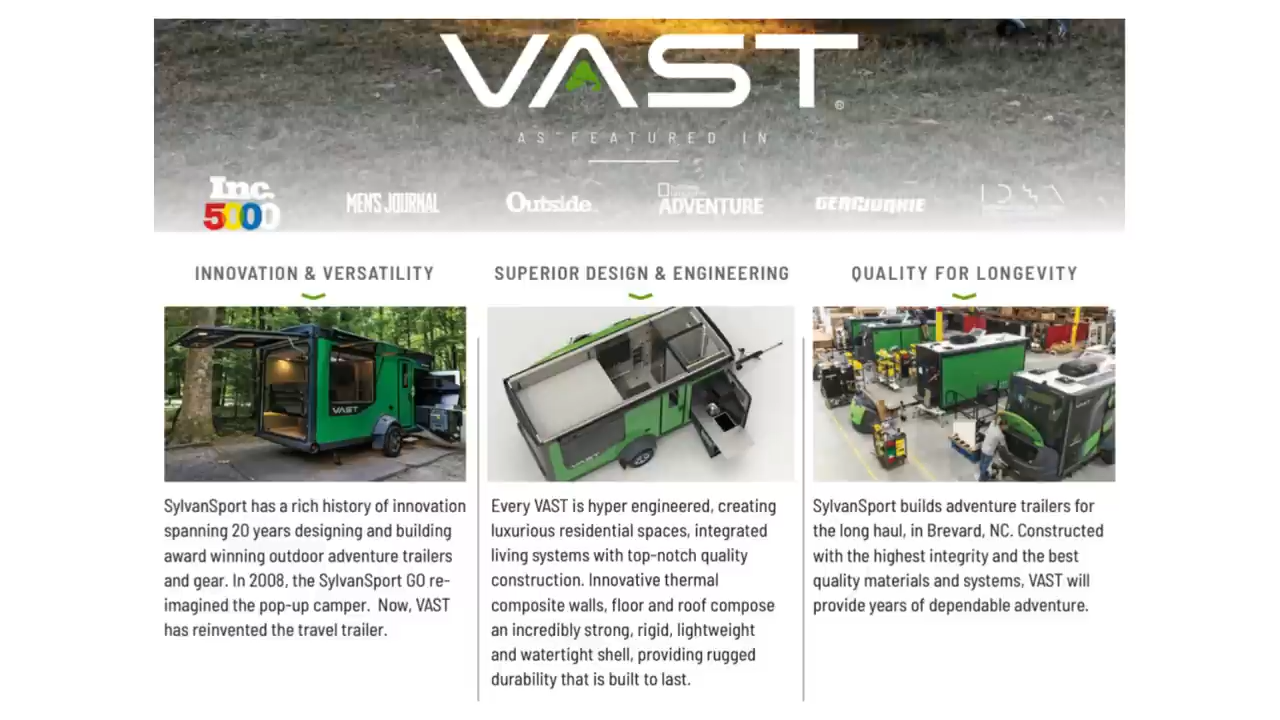 VAST®
AS FEATURED IN
Inc. 5000
MEN'S JOURNAL
Outside
ADVENTURE
GEARJUNKIE
INNOVATION & VERSATILITY
SUPERIOR DESIGN & ENGINEERING
QUALITY FOR LONGEVITY
VAST
VAST
VAST
SylvanSport has a rich history of innovation
spanning 20 years designing and building
award winning outdoor adventure trailers
and gear. In 2008, the SylvanSport GO re-
imagined the pop-up camper.  Now, VAST
has reinvented the travel trailer.
Every VAST is hyper engineered, creating
luxurious residential spaces, integrated
living systems with top-notch quality
construction. Innovative thermal
composite walls, floor and roof compose
an incredibly strong, rigid, lightweight
and watertight shell, providing rugged
durability that is built to last.
SylvanSport builds adventure trailers for
the long haul, in Brevard, NC. Constructed
with the highest integrity and the best
quality materials and systems, VAST will
provide years of dependable adventure.